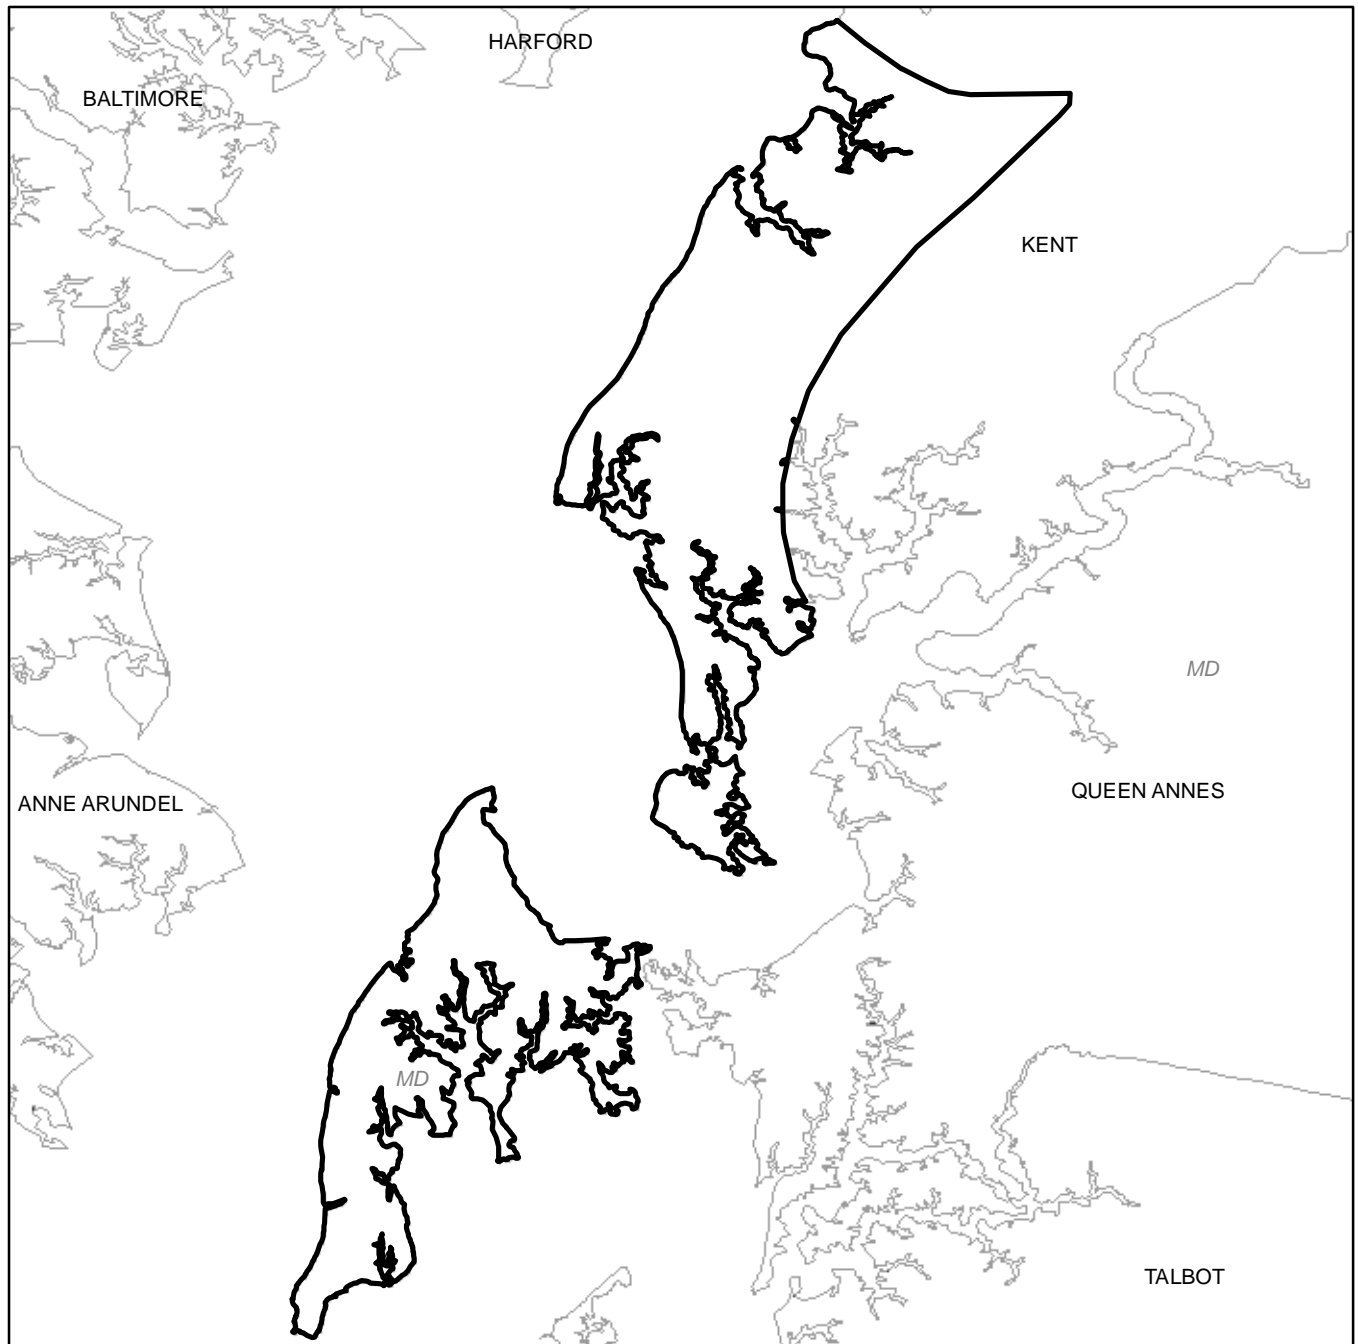 HARFORD
BALTIMORE
KENT
MD
QUEEN ANNES
ANNE ARUNDEL
MD
TALBOT